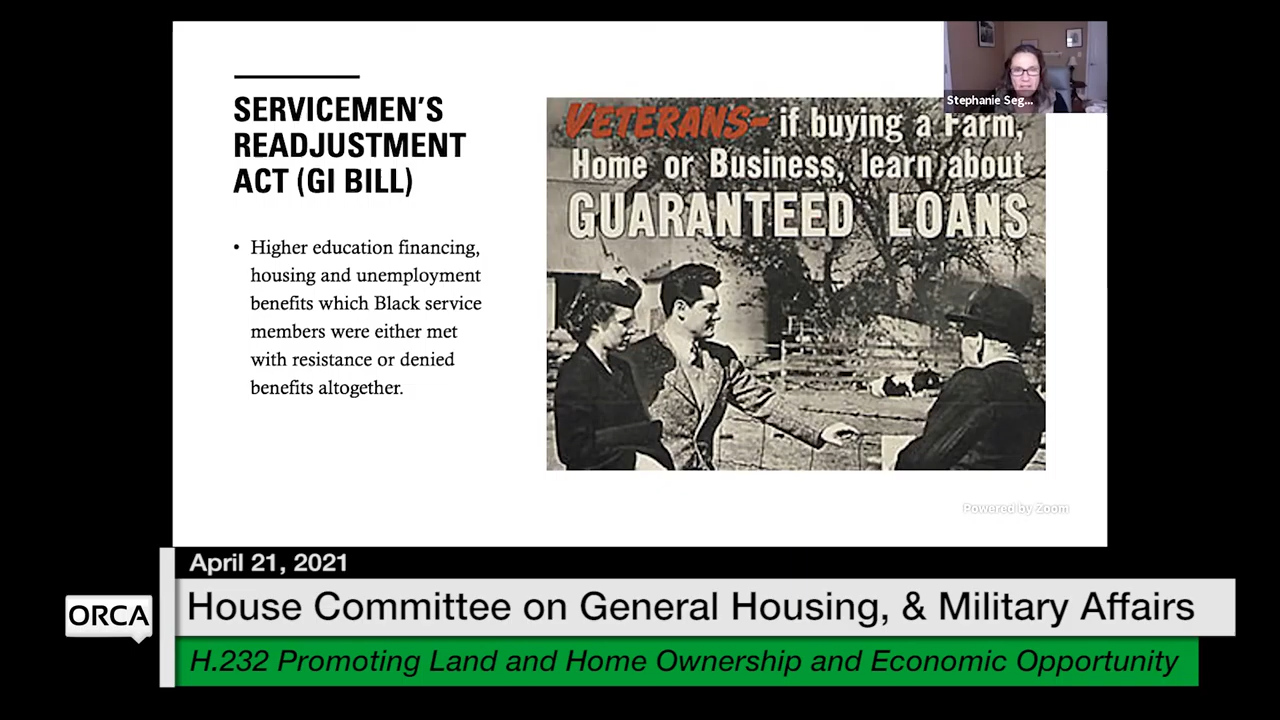 SERVICEMEN'S
READJUSTMENT
ACT (GI BILL)
• Higher education financing,
housing and unemployment
benefits which Black service
members were either met
with resistance or denied
benefits altogether.
VETERANS- if buying a Farm,
Home or Business, learn about
GUARANTEED LOANS
Stephanie Seg...
Powered by Zoom
April 21, 2021
ORCA
House Committee on General Housing, & Military Affairs
H.232 Promoting Land and Home Ownership and Economic Opportunity